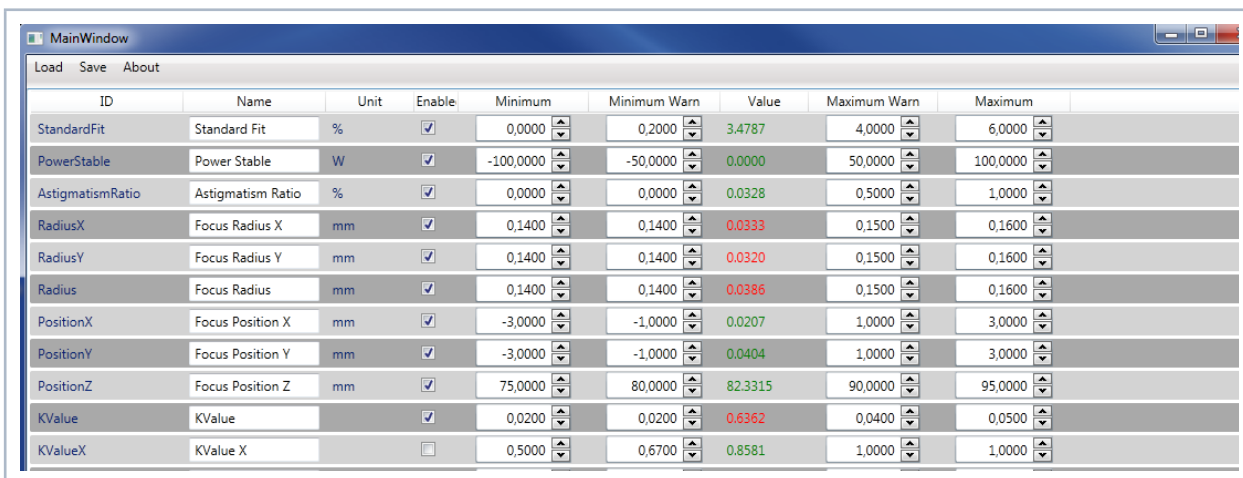 MainWindow
Load Save About
ID Name Unit Enable Minimum Minimum Warn Value Maximum Warn Maximum
StandardFit Standard Fit % 0,0000 0,2000 3.4787 4,0000 6,0000
PowerStable Power Stable W -100,0000 -50,0000 0.0000 50,0000 100,0000
AstigmatismRatio Astigmatism Ratio % 0,0000 0,0000 0.0328 0,5000 1,0000
RadiusX Focus Radius X mm 0,1400 0,1400 0.0333 0,1500 0,1600
RadiusY Focus Radius Y mm 0,1400 0,1400 0.0320 0,1500 0,1600
Radius Focus Radius mm 0,1400 0,1400 0.0386 0,1500 0,1600
PositionX Focus Position X mm -3,0000 -1,0000 0.0207 1,0000 3,0000
PositionY Focus Position Y mm -3,0000 -1,0000 0.0404 1,0000 3,0000
PositionZ Focus Position Z mm 75,0000 80,0000 82.3315 90,0000 95,0000
KValue KValue 0,0200 0,0200 0.6362 0,0400 0,0500
KValueX KValue X 0,5000 0,6700 0.8581 1,0000 1,0000